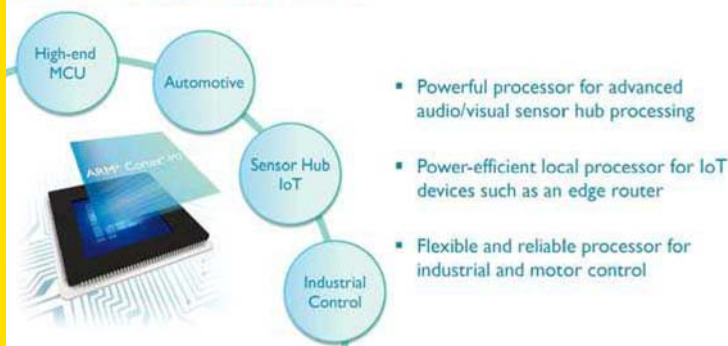 High-end
MCU
Automotive
ARM® Cortex®
Sensor Hub
IoT
Industrial
Control
▪ Powerful processor for advanced
audio/visual sensor hub processing
▪ Power-efficient local processor for IoT
devices such as an edge router
▪ Flexible and reliable processor for
industrial and motor control